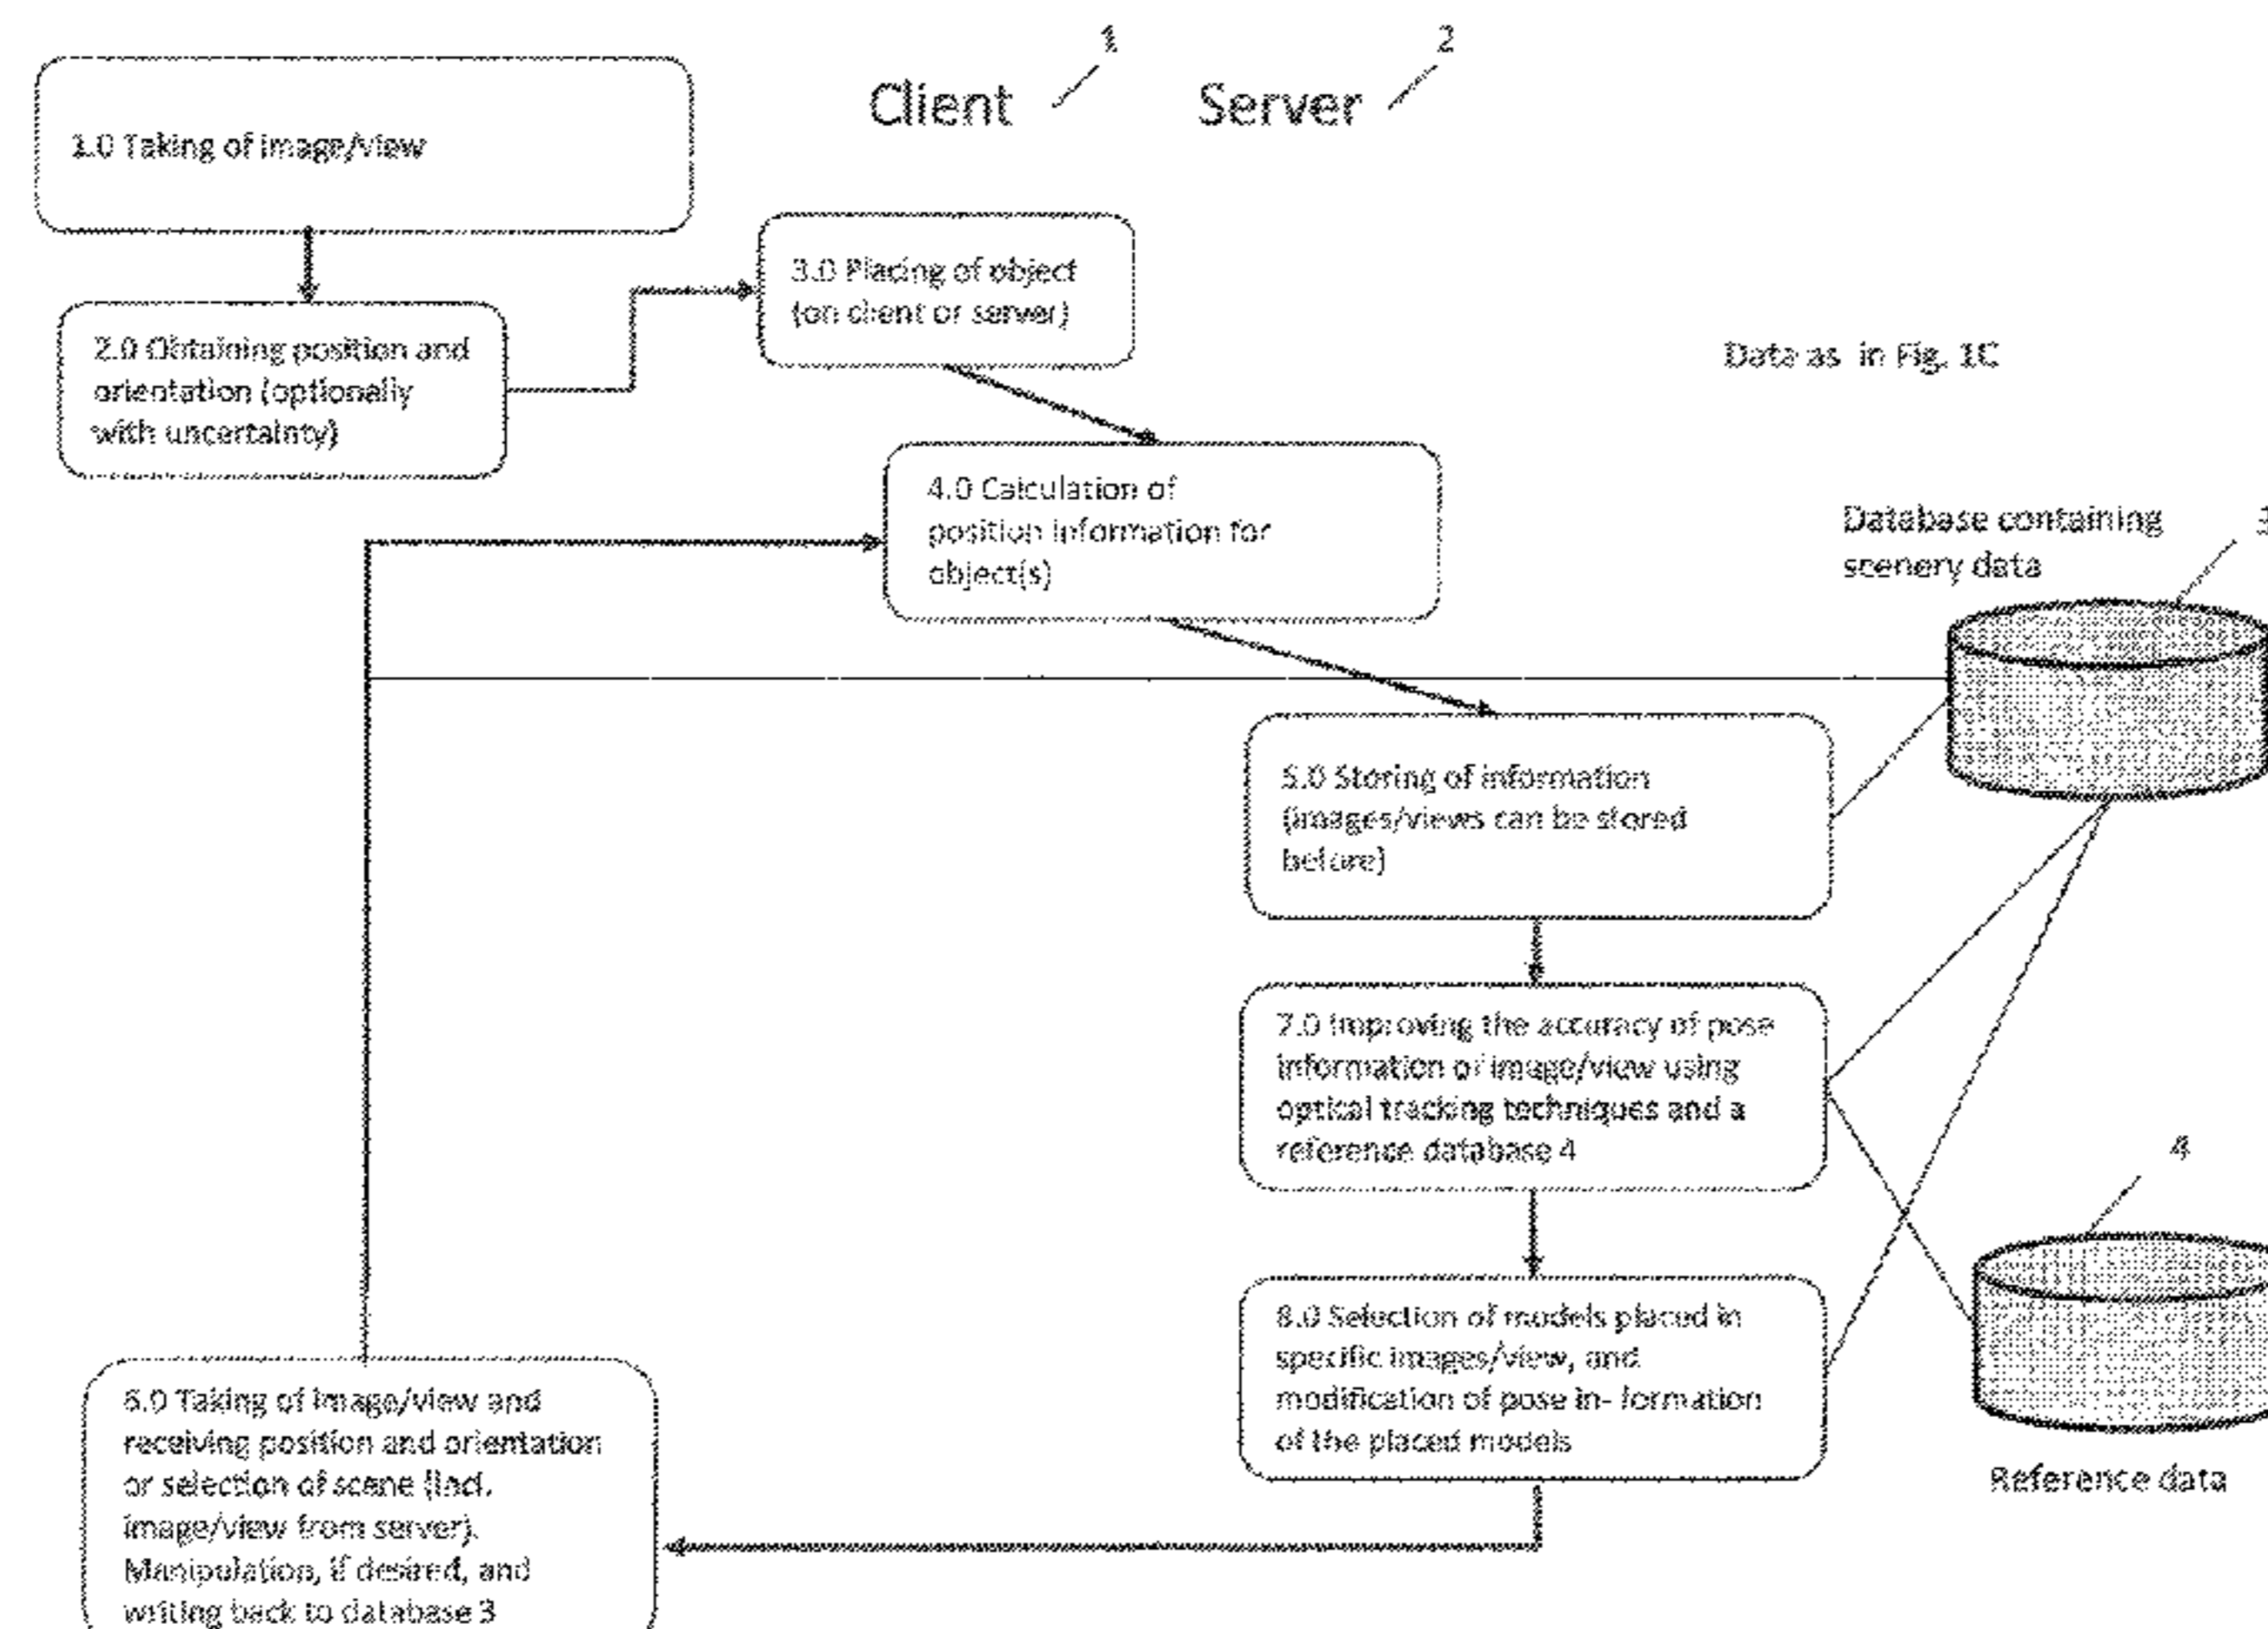 1
2
Client
Server
1.0 Taking of image/view
3.0 Placing of object
(on client or server)
2.0 Obtaining position and
orientation (optionally
with uncertainty)
Data as in Fig. 1C
4.0 Calculation of
position information for
object(s)
Database containing
scenery data
3
5.0 Storing of information
(images/views can be stored
before)
7.0 Improving the accuracy of pose
information of image/view using
optical tracking techniques and a
reference database 4
4
8.0 Selection of models placed in
specific images/view, and
modification of pose in- formation
of the placed models
Reference data
6.0 Taking of image/view and
receiving position and orientation
or selection of scene (incl.
image/view from server).
Manipulation, if desired, and
writing back to database 3